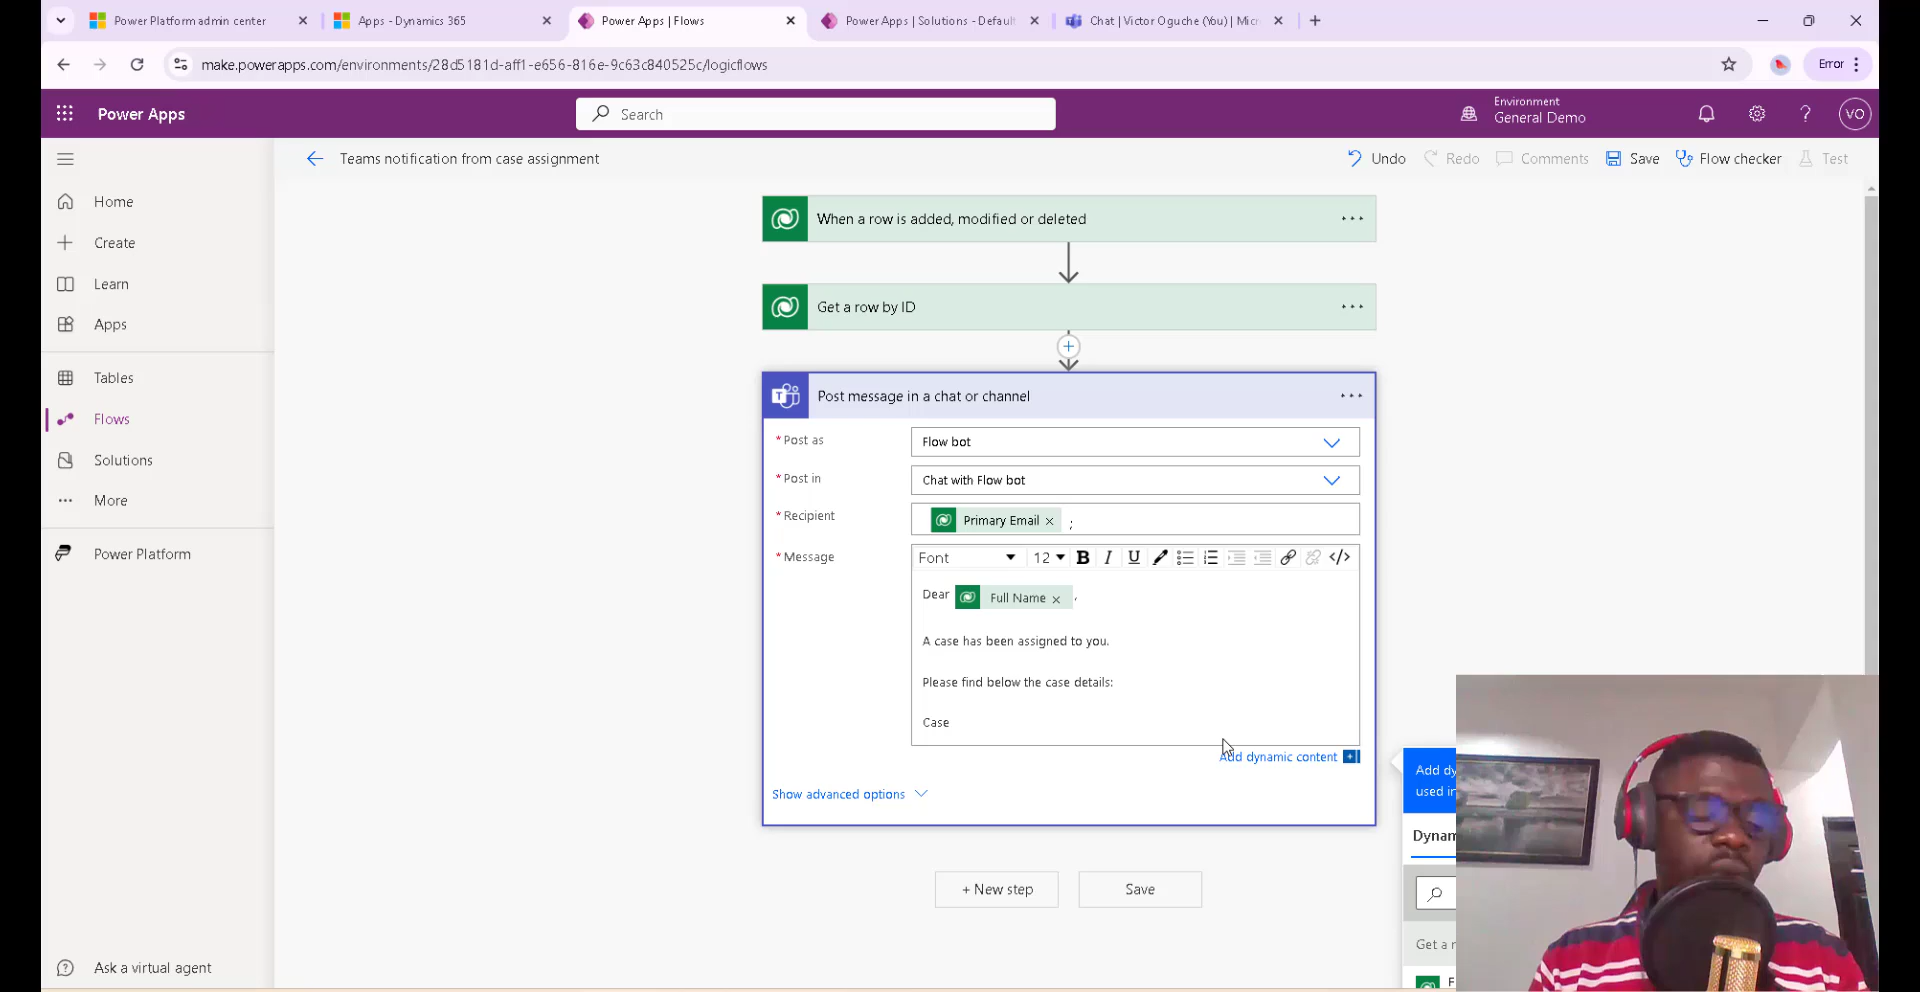 Power Platform admin center
Apps - Dynamics 365
Power Apps | Flows
Power Apps | Solutions - Default
Chat | Victor Oguche (You) | Micr
make.powerapps.com/environments/28d5181d-aff1-e656-816e-9c63c840525c/logicflows
Error
Power Apps
Search
Environment
General Demo
VO
Teams notification from case assignment
Undo
Redo
Comments
Save
Flow checker
Test
Home
Create
Learn
Apps
Tables
Flows
Solutions
More
Power Platform
Ask a virtual agent
When a row is added, modified or deleted
Get a row by ID
Post message in a chat or channel
* Post as
Flow bot
* Post in
Chat with Flow bot
* Recipient
Primary Email ;
* Message
Font
12
B I U
Dear Full Name ,
A case has been assigned to you.
Please find below the case details:
Case
Add dynamic content
Show advanced options
+ New step
Save
Add dy
used in
Dynam
Get a r
F